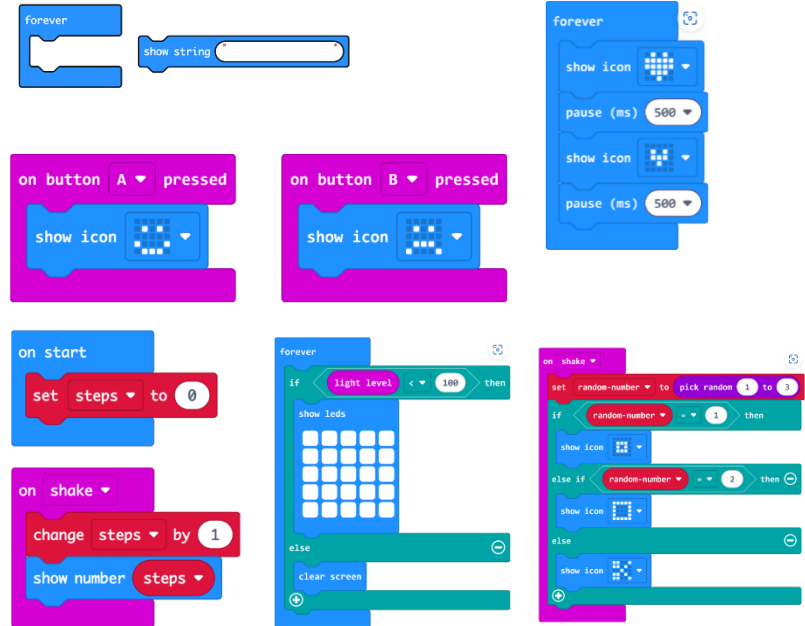 forever
show string " "
forever
show icon
pause (ms) 500
show icon
pause (ms) 500
on button A pressed
show icon
on button B pressed
show icon
on start
set steps to 0
on shake
change steps by 1
show number steps
forever
if light level < 100 then
show leds
else
clear screen
on shake
set random-number to pick random 1 to 3
if random-number = 1 then
show icon
else if random-number = 2 then
show icon
else
show icon